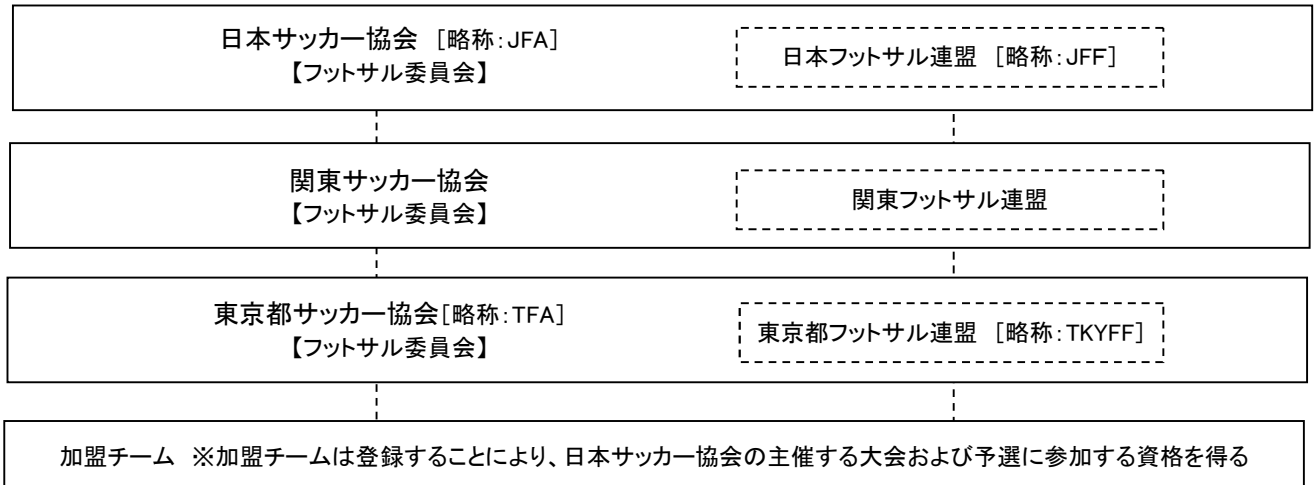 日本サッカー協会 [略称:JFA]
【フットサル委員会】
日本フットサル連盟 [略称:JFF]
関東サッカー協会
【フットサル委員会】
関東フットサル連盟
東京都サッカー協会[略称:TFA]
【フットサル委員会】
東京都フットサル連盟 [略称:TKYFF]
加盟チーム ※加盟チームは登録することにより、日本サッカー協会の主催する大会および予選に参加する資格を得る